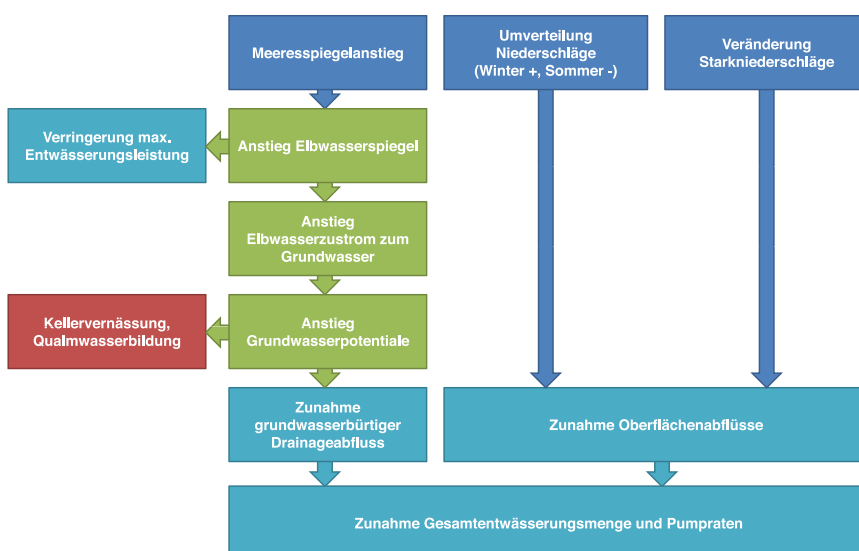 Meeresspiegelanstieg
Umverteilung
Niederschläge
(Winter +, Sommer -)
Veränderung
Starkniederschläge
Verringerung max.
Entwässerungsleistung
Anstieg Elbwasserspiegel
Anstieg
Elbwasserzustrom zum
Grundwasser
Kellervernässung,
Qualmwasserbildung
Anstieg
Grundwasserpotentiale
Zunahme
grundwasserbürtiger
Drainageabfluss
Zunahme Oberflächenabflüsse
Zunahme Gesamtentwässerungsmenge und Pumpraten